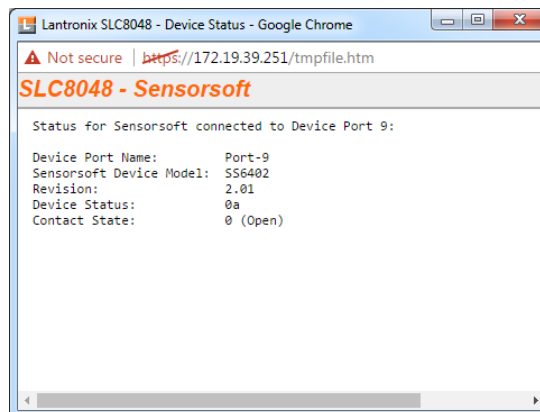 Lantronix SLC8048 - Device Status - Google Chrome
Not secure | https://172.19.39.251/tmpfile.htm
SLC8048 - Sensorsoft
Status for Sensorsoft connected to Device Port 9:
Device Port Name: Port-9
Sensorsoft Device Model: SS6402
Revision: 2.01
Device Status: 0a
Contact State: 0 (Open)